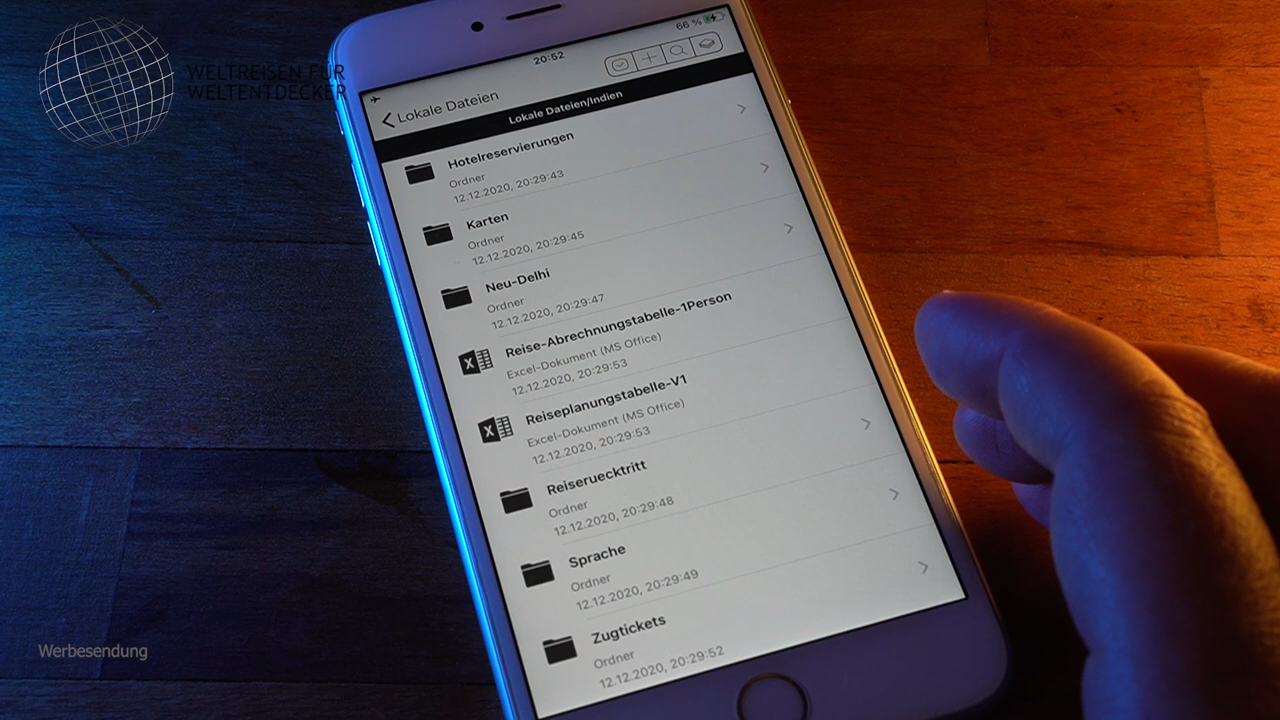 WELTREISEN FÜR
WELTENTDECKER
20:52
66 %
Lokale Dateien
Lokale Dateien/Indien
Hotelreservierungen
Ordner
12.12.2020, 20:29:43
Karten
Ordner
12.12.2020, 20:29:45
Neu-Delhi
Ordner
12.12.2020, 20:29:47
Reise-Abrechnungstabelle-1Person
Excel-Dokument (MS Office)
12.12.2020, 20:29:53
Reiseplanungstabelle-V1
Excel-Dokument (MS Office)
12.12.2020, 20:29:53
Reiseruecktritt
Ordner
12.12.2020, 20:29:48
Sprache
Ordner
12.12.2020, 20:29:49
Zugtickets
Ordner
12.12.2020, 20:29:52
Werbesendung